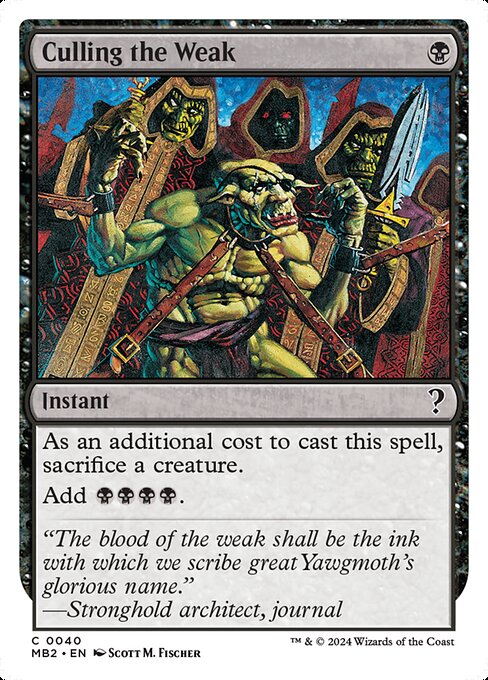 Culling the Weak
Instant
As an additional cost to cast this spell,
sacrifice a creature.
Add
“The blood of the weak shall be the ink
with which we scribe great Yawgmoth’s
glorious name.”
—Stronghold architect, journal
C 0040
MB2 • EN Scott M. Fischer
™ & © 2024 Wizards of the Coast